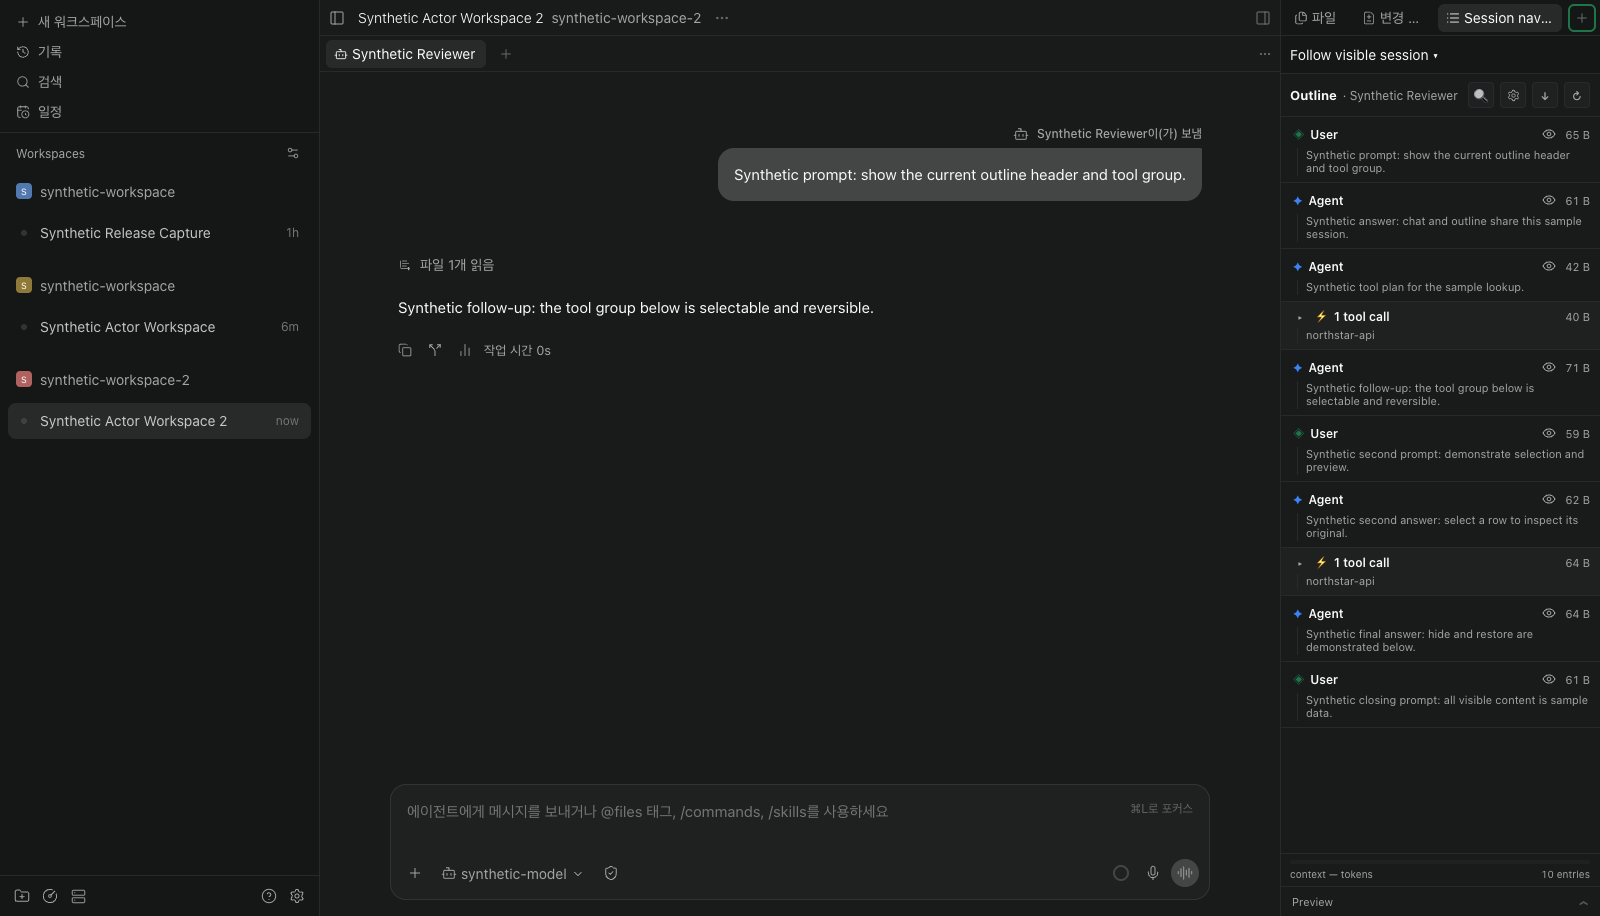 새 워크스페이스
기록
검색
일정
Workspaces
S synthetic-workspace
Synthetic Release Capture 1h
S synthetic-workspace
Synthetic Actor Workspace 6m
S synthetic-workspace-2
Synthetic Actor Workspace 2 now
Synthetic Actor Workspace 2 synthetic-workspace-2 ···
Synthetic Reviewer
Synthetic Reviewer이(가) 보냄
Synthetic prompt: show the current outline header and tool group.
파일 1개 읽음
Synthetic follow-up: the tool group below is selectable and reversible.
작업 시간 0s
에이전트에게 메시지를 보내거나 @files 태그, /commands, /skills를 사용하세요
⌘L로 포커스
synthetic-model
파일 변경 ... Session nav...
Follow visible session
Outline · Synthetic Reviewer
User 65 B
Synthetic prompt: show the current outline header
and tool group.
Agent 61 B
Synthetic answer: chat and outline share this sample
session.
Agent 42 B
Synthetic tool plan for the sample lookup.
1 tool call 40 B
northstar-api
Agent 71 B
Synthetic follow-up: the tool group below is
selectable and reversible.
User 59 B
Synthetic second prompt: demonstrate selection and
preview.
Agent 62 B
Synthetic second answer: select a row to inspect its
original.
1 tool call 64 B
northstar-api
Agent 64 B
Synthetic final answer: hide and restore are
demonstrated below.
User 61 B
Synthetic closing prompt: all visible content is sample
data.
context — tokens 10 entries
Preview